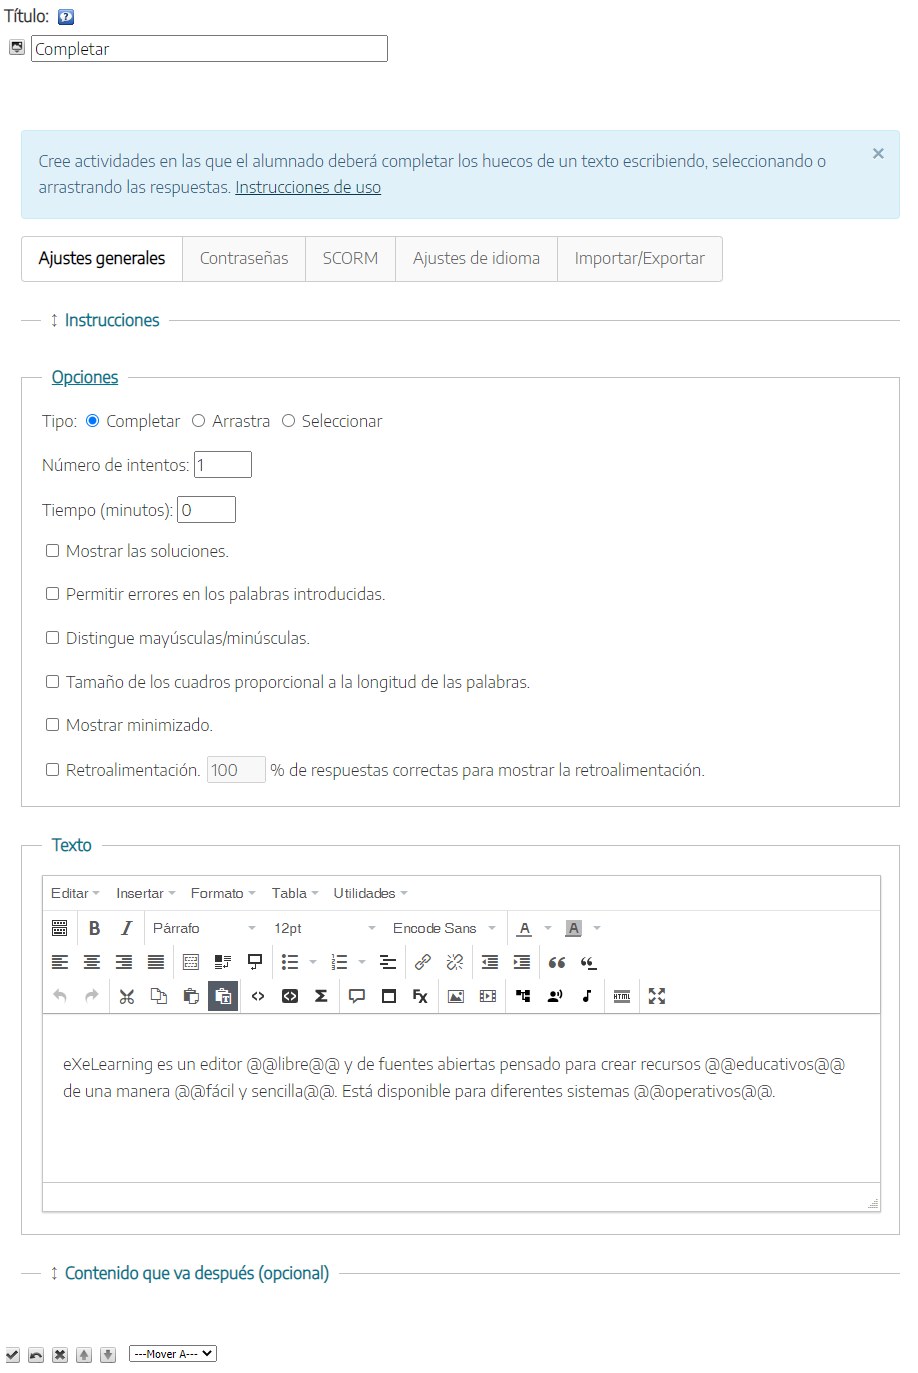 Título:
Completar
Cree actividades en las que el alumnado deberá completar los huecos de un texto escribiendo, seleccionando o
arrastrando las respuestas. Instrucciones de uso
Ajustes generales Contraseñas SCORM Ajustes de idioma Importar/Exportar
Instrucciones
Opciones
Tipo: Completar Arrastra Seleccionar
Número de intentos: 1
Tiempo (minutos): 0
Mostrar las soluciones.
Permitir errores en los palabras introducidas.
Distingue mayúsculas/minúsculas.
Tamaño de los cuadros proporcional a la longitud de las palabras.
Mostrar minimizado.
Retroalimentación. 100 % de respuestas correctas para mostrar la retroalimentación.
Texto
Editar Insertar Formato Tabla Utilidades
B I Párrafo 12pt Encode Sans A A
HTML
eXeLearning es un editor @@libre@@ y de fuentes abiertas pensado para crear recursos @@educativos@@
de una manera @@fácil y sencilla@@. Está disponible para diferentes sistemas @@operativos@@.
Contenido que va después (opcional)
---Mover A---